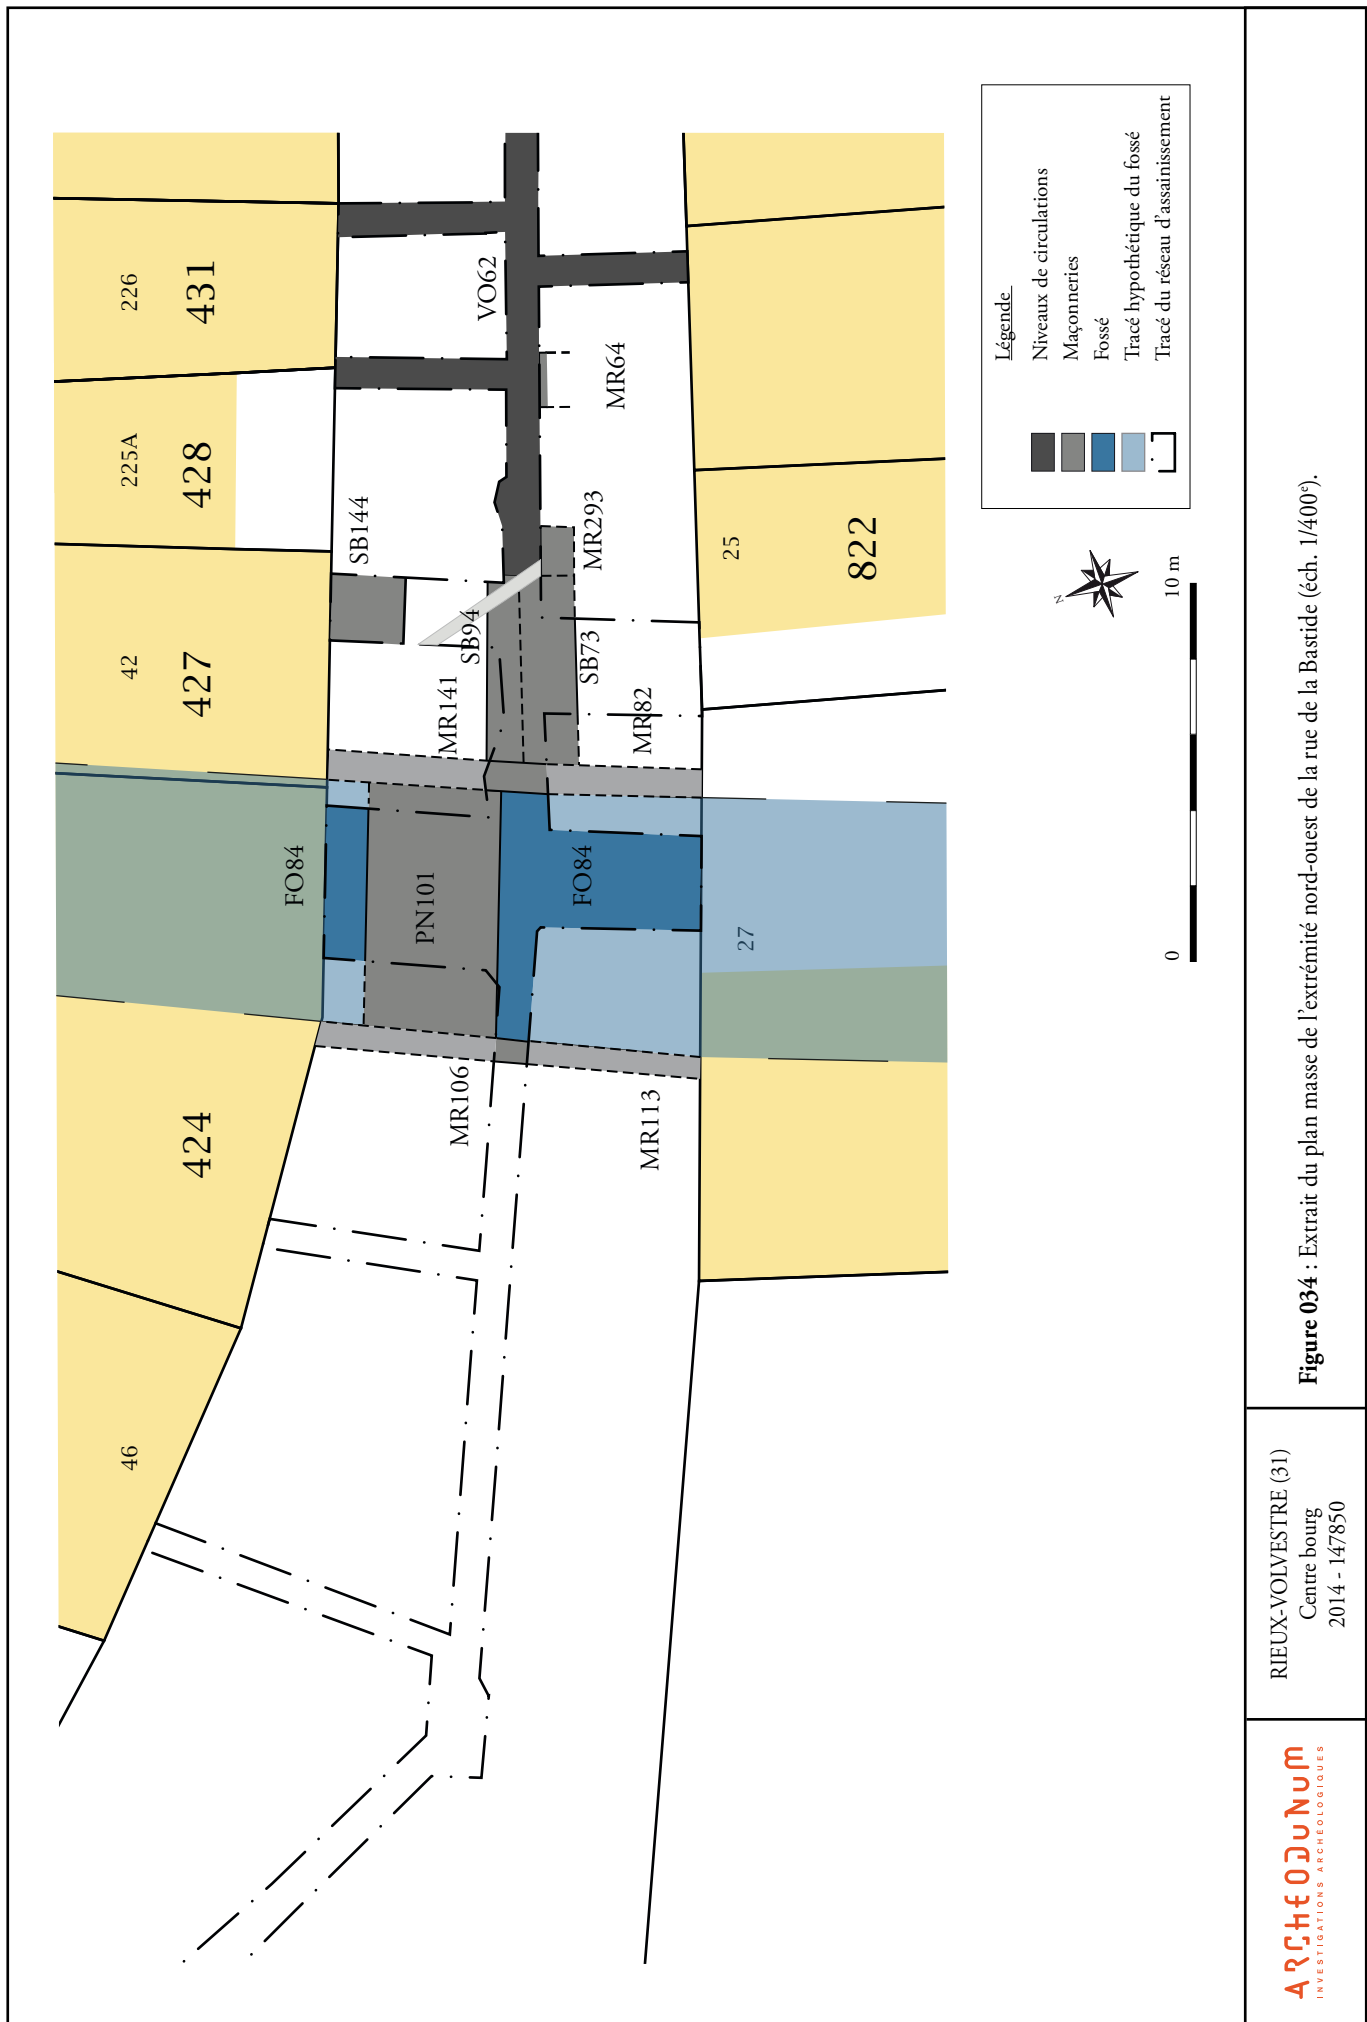 46
424
42
427
225A
428
226
431
FO84
PN101
FO84
27
MR106
MR113
MR141
MR82
SB94
SB73
SB144
MR293
MR64
VO62
25
822
N
0
10 m
Légende
Niveaux de circulations
Maçonneries
Fossé
Tracé hypothétique du fossé
Tracé du réseau d'assainissement
ARCHEODUNUM
INVESTIGATIONS ARCHÉOLOGIQUES
RIEUX-VOLVESTRE (31)
Centre bourg
2014 - 147850
Figure 034 : Extrait du plan masse de l'extrémité nord-ouest de la rue de la Bastide (éch. 1/400e).